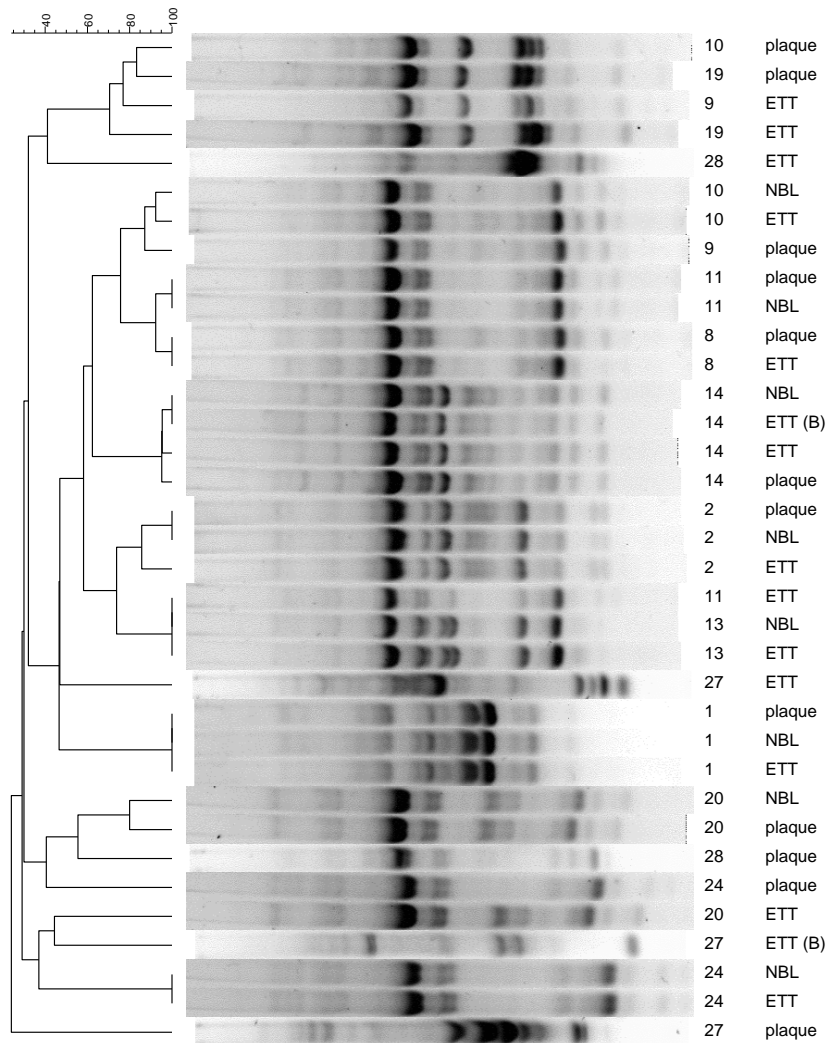 40 60 80 100
10 plaque
19 plaque
9 ETT
19 ETT
28 ETT
10 NBL
10 ETT
9 plaque
11 plaque
11 NBL
8 plaque
8 ETT
14 NBL
14 ETT (B)
14 ETT
14 plaque
2 plaque
2 NBL
2 ETT
11 ETT
13 NBL
13 ETT
27 ETT
1 plaque
1 NBL
1 ETT
20 NBL
20 plaque
28 plaque
24 plaque
20 ETT
27 ETT (B)
24 NBL
24 ETT
27 plaque